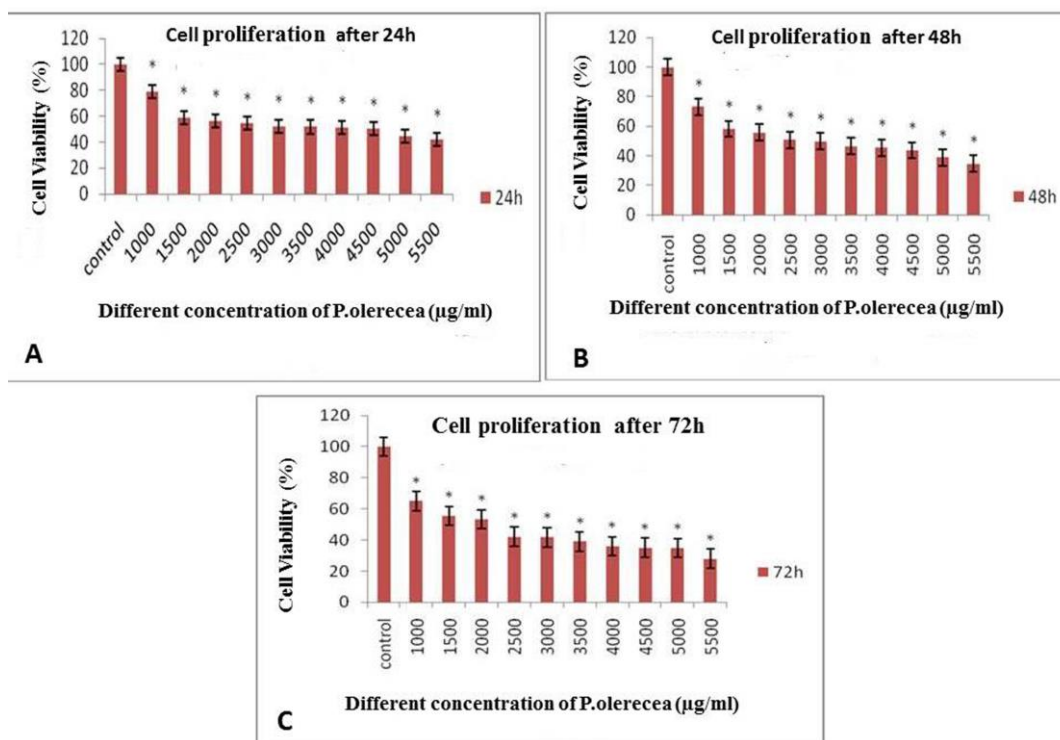 Cell proliferation after 24h
Cell Viability (%)
120
100
80
60
40
20
0
* * * * * * * * * *
control 1000 1500 2000 2500 3000 3500 4000 4500 5000 5500
24h
Different concentration of P.olerecea (µg/ml)
A
Cell proliferation after 48h
Cell Viability (%)
120
100
80
60
40
20
0
* * * * * * * * * *
control 1000 1500 2000 2500 3000 3500 4000 4500 5000 5500
48h
Different concentration of P.olerecea (µg/ml)
B
Cell proliferation after 72h
Cell Viability (%)
120
100
80
60
40
20
0
* * * * * * * * * *
control 1000 1500 2000 2500 3000 3500 4000 4500 5000 5500
72h
Different concentration of P.olerecea (µg/ml)
C